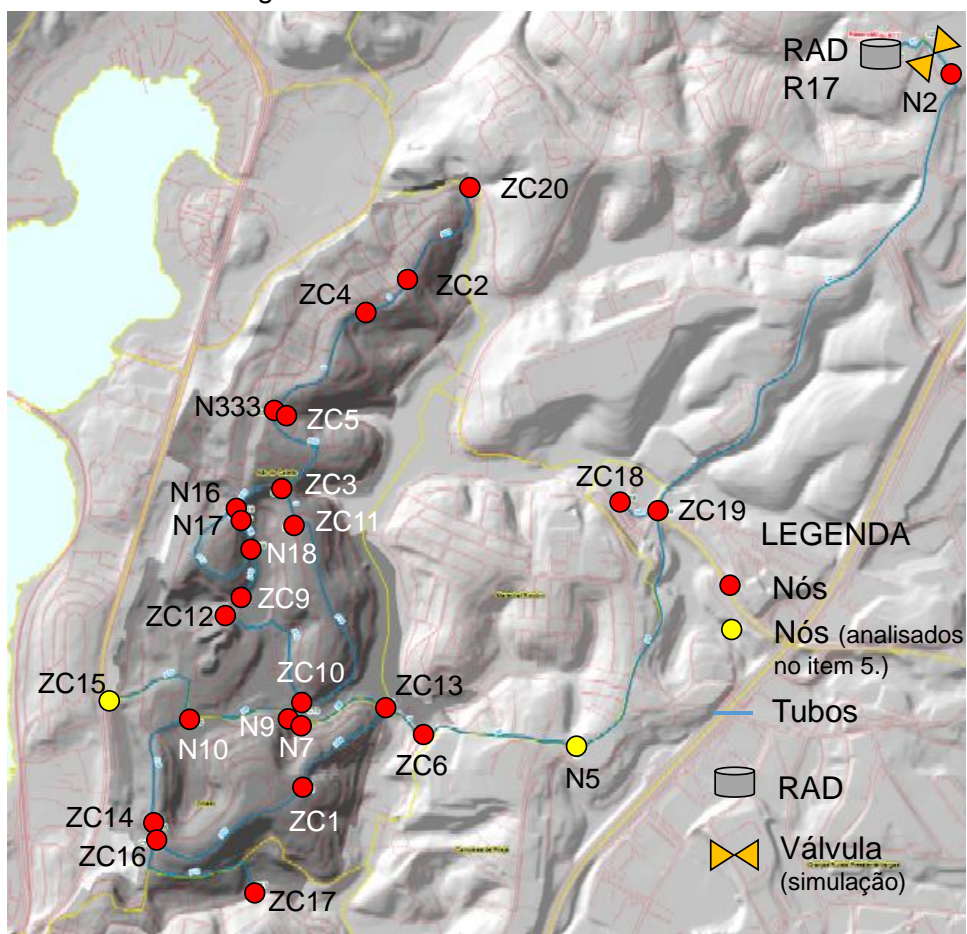 RAD
R17
N2
ZC20
ZC2
ZC4
N333
ZC5
ZC3
N16
N17
ZC11
N18
ZC9
ZC12
ZC18
ZC19
LEGENDA
Nós
Nós (analisados
no item 5.)
Tubos
RAD
Válvula
(simulação)
ZC10
ZC13
ZC15
N10
N9
N7
ZC6
N5
ZC1
ZC14
ZC16
ZC17